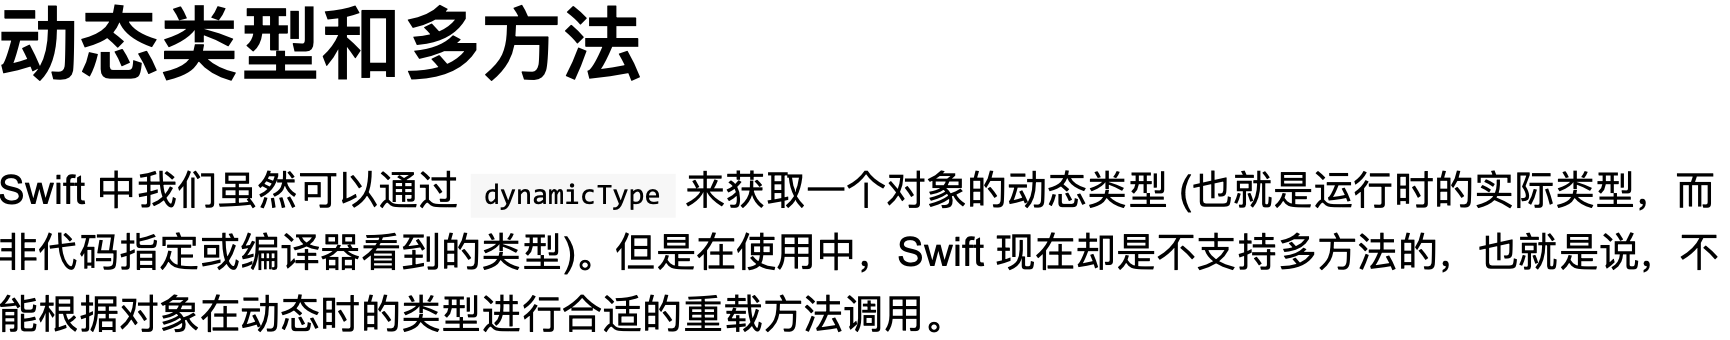 动态类型和多方法
Swift 中我们虽然可以通过 dynamicType 来获取一个对象的动态类型 (也就是运行时的实际类型，而
非代码指定或编译器看到的类型)。但是在使用中，Swift 现在却是不支持多方法的，也就是说，不
能根据对象在动态时的类型进行合适的重载方法调用。